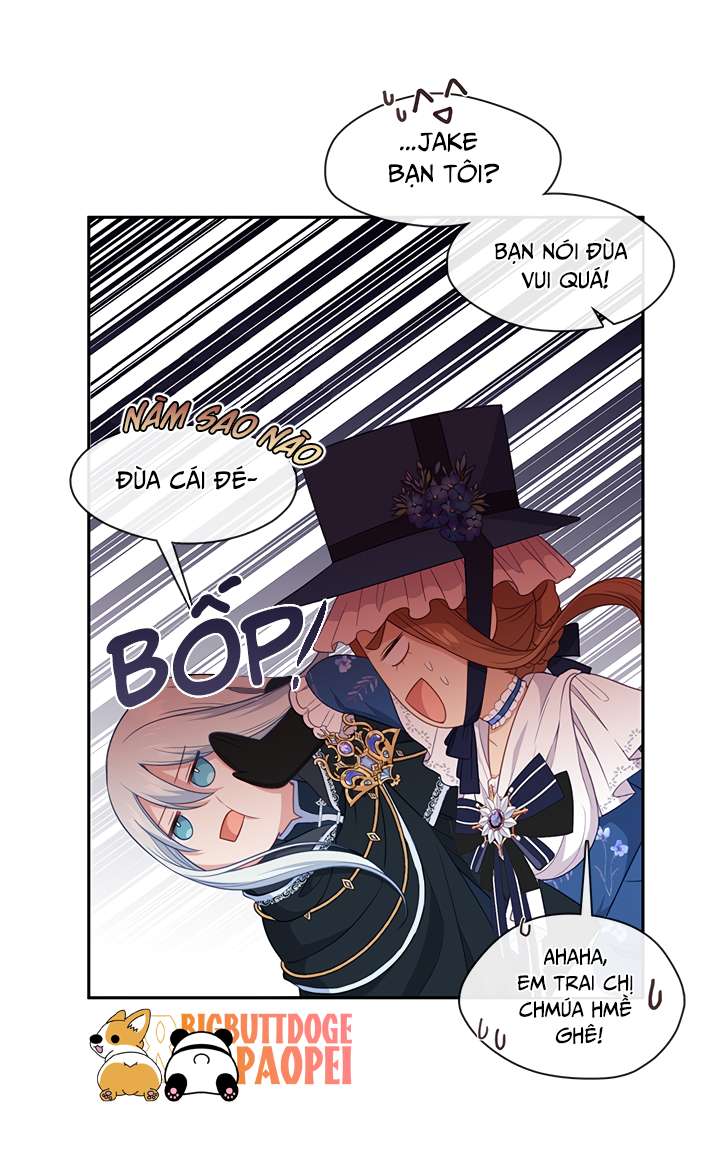 ...JAKE
BẠN TÔI?
BẠN NÓI ĐÙA
VUI QUÁ!
NÀM SAO NÀO
ĐÙA CÁI ĐÉ-
BỐP!
AHAHA,
EM TRAI CHỊ
CHMÚA HMỀ
GHÊ!
BIGBUTTDOGE
PAOPEI